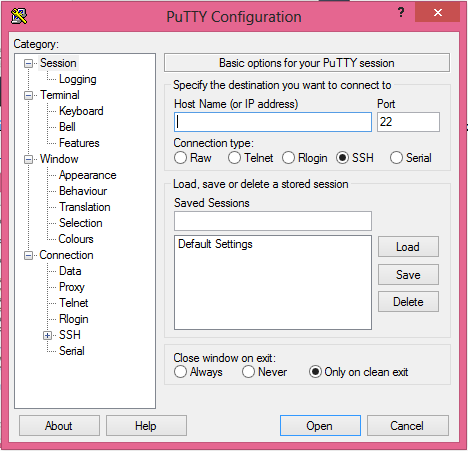 PuTTY Configuration
? x
Category:
Session
Logging
Terminal
Keyboard
Bell
Features
Window
Appearance
Behaviour
Translation
Selection
Colours
Connection
Data
Proxy
Telnet
Rlogin
SSH
Serial
Basic options for your PuTTY session
Specify the destination you want to connect to
Host Name (or IP address) Port
22
Connection type:
Raw Telnet Rlogin SSH Serial
Load, save or delete a stored session
Saved Sessions
Default Settings
Load
Save
Delete
Close window on exit:
Always Never Only on clean exit
About Help Open Cancel